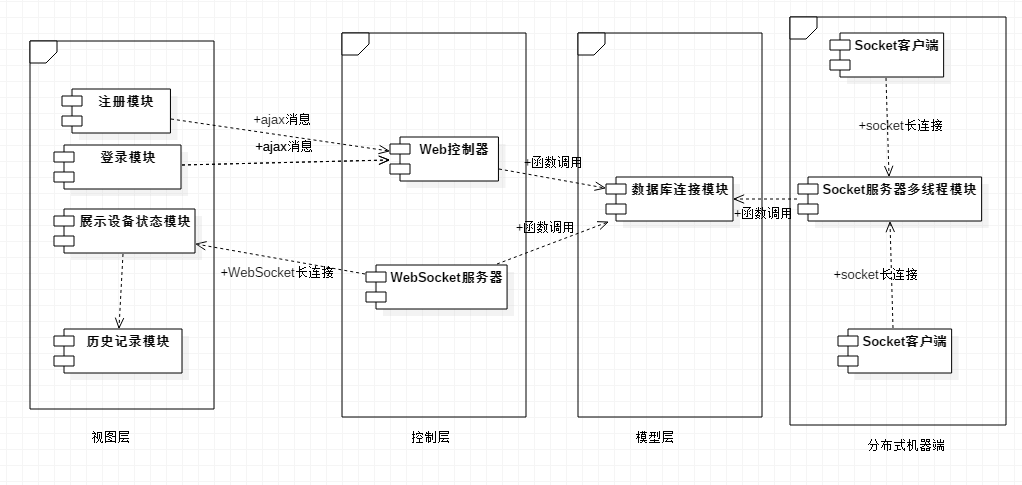 注册模块
+ajax消息
登录模块
+ajax消息
展示设备状态模块
+WebSocket长连接
历史记录模块
视图层
Web控制器
+函数调用
WebSocket服务器
+函数调用
控制层
数据库连接模块
+函数调用
模型层
Socket客户端
+socket长连接
Socket服务器多线程模块
+socket长连接
Socket客户端
分布式机器端